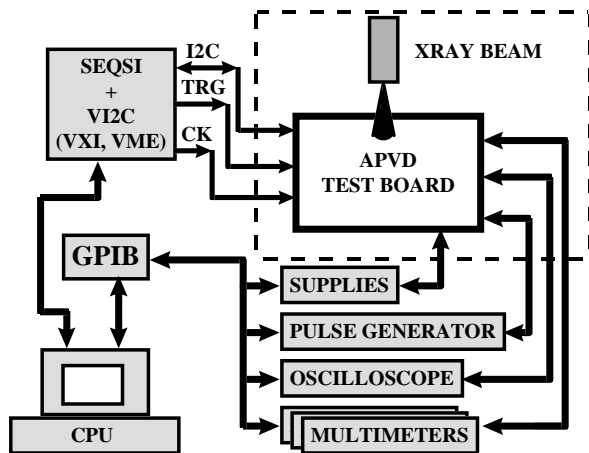 SEQSI
+
VI2C
(VXI, VME)
I2C
TRG
CK
XRAY BEAM
APVD
TEST BOARD
GPIB
SUPPLIES
PULSE GENERATOR
OSCILLOSCOPE
MULTIMETERS
CPU